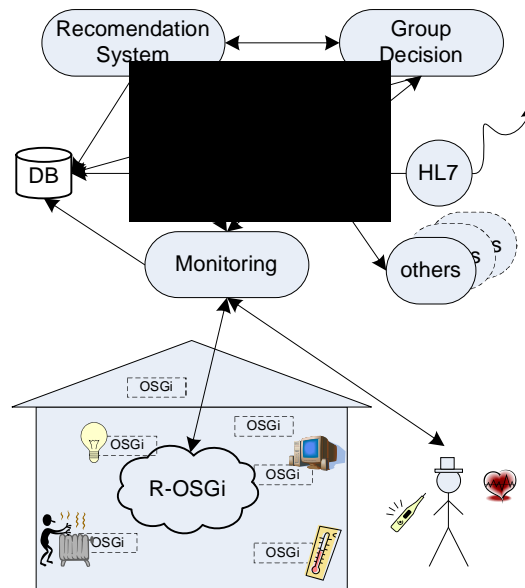 Recomendation
System
Group
Decision
DB
HL7
Monitoring
others
s
s
OSGi
OSGi
OSGi
OSGi
R-OSGi
OSGi
OSGi